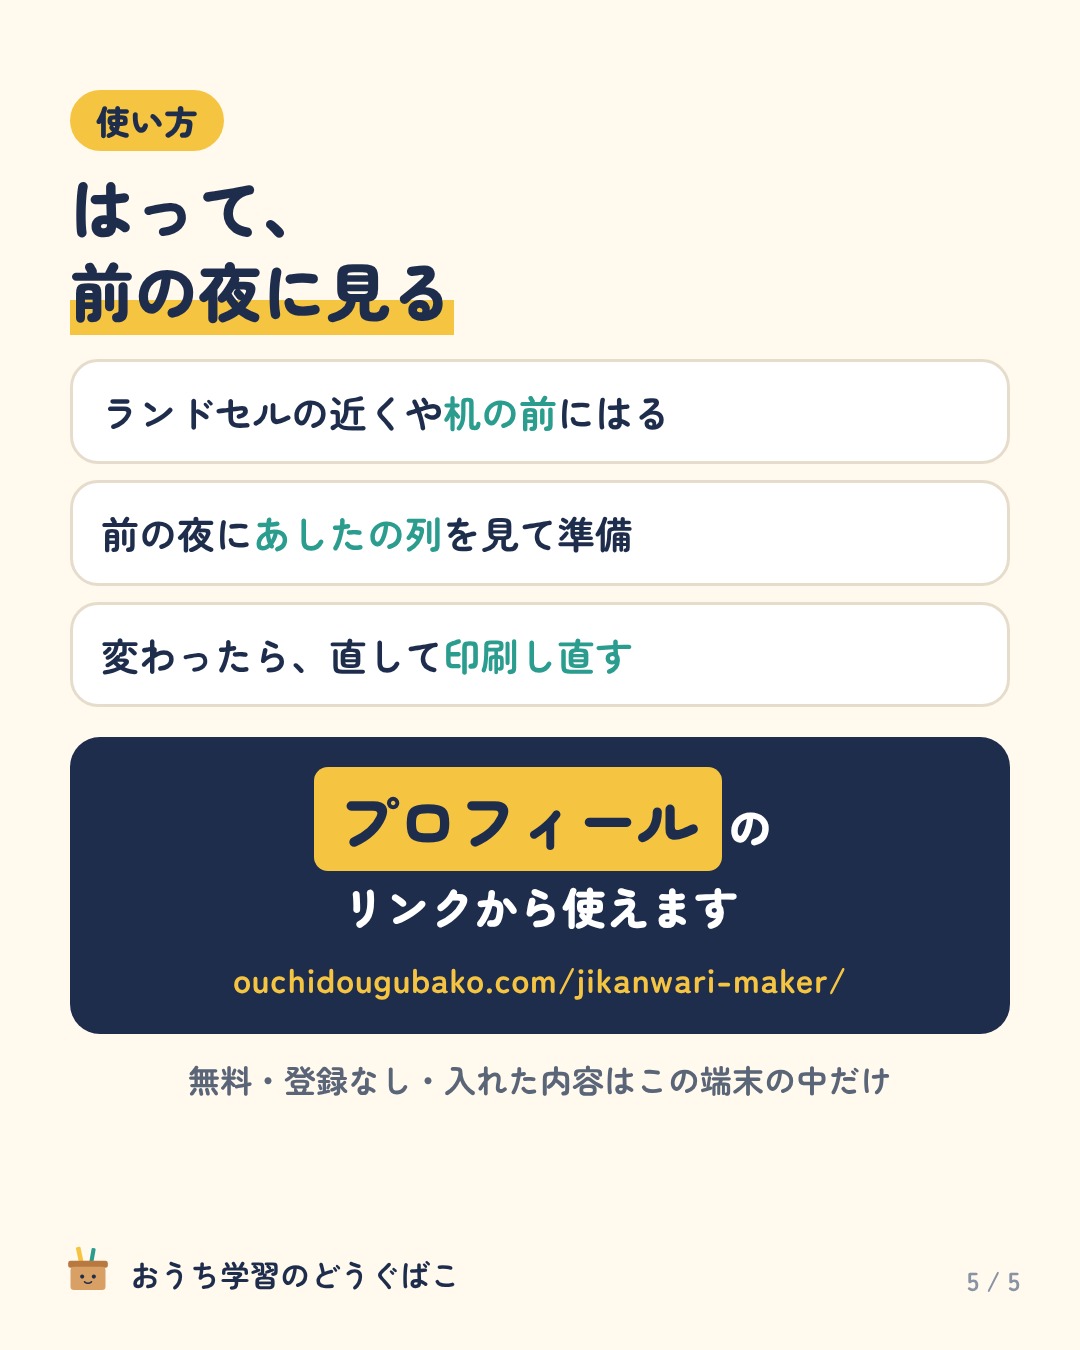 使い方
はって、
前の夜に見る
ランドセルの近くや机の前にはる
前の夜にあしたの列を見て準備
変わったら、直して印刷し直す
プロフィールの
リンクから使えます
ouchidougubako.com/jikanwari-maker/
無料・登録なし・入れた内容はこの端末の中だけ
おうち学習のどうぐばこ
5 / 5